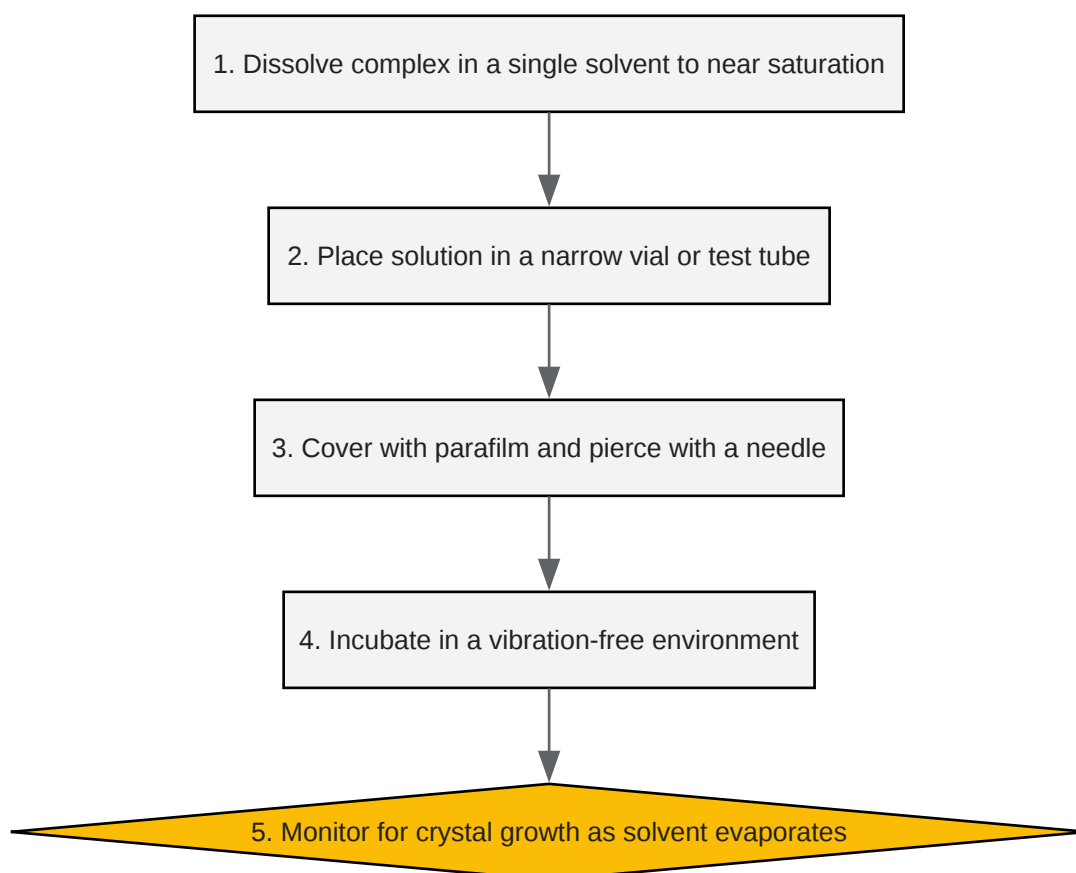 1. Dissolve complex in a single solvent to near saturation
2. Place solution in a narrow vial or test tube
3. Cover with parafilm and pierce with a needle
4. Incubate in a vibration-free environment
5. Monitor for crystal growth as solvent evaporates